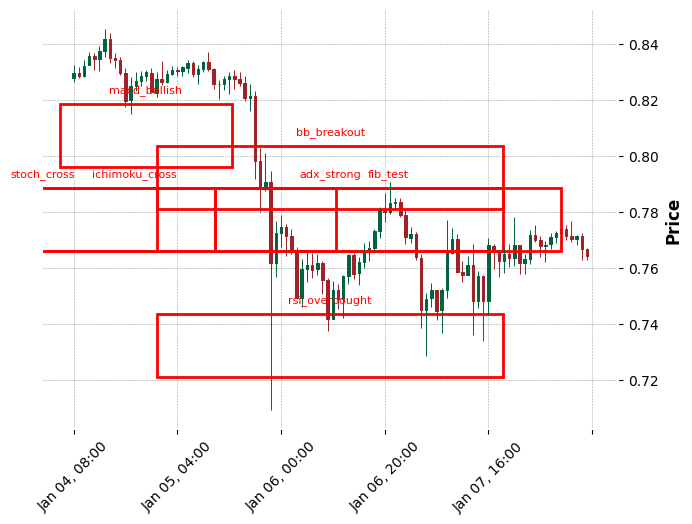 0.84
macd_bullish
0.82
bb_breakout
0.80
stoch_cross
ichimoku_cross
adx_strong
fib_test
0.78
Price
0.76
rsi_overbought
0.74
0.72
Jan 04, 08:00
Jan 05, 04:00
Jan 06, 00:00
Jan 06, 20:00
Jan 07, 16:00